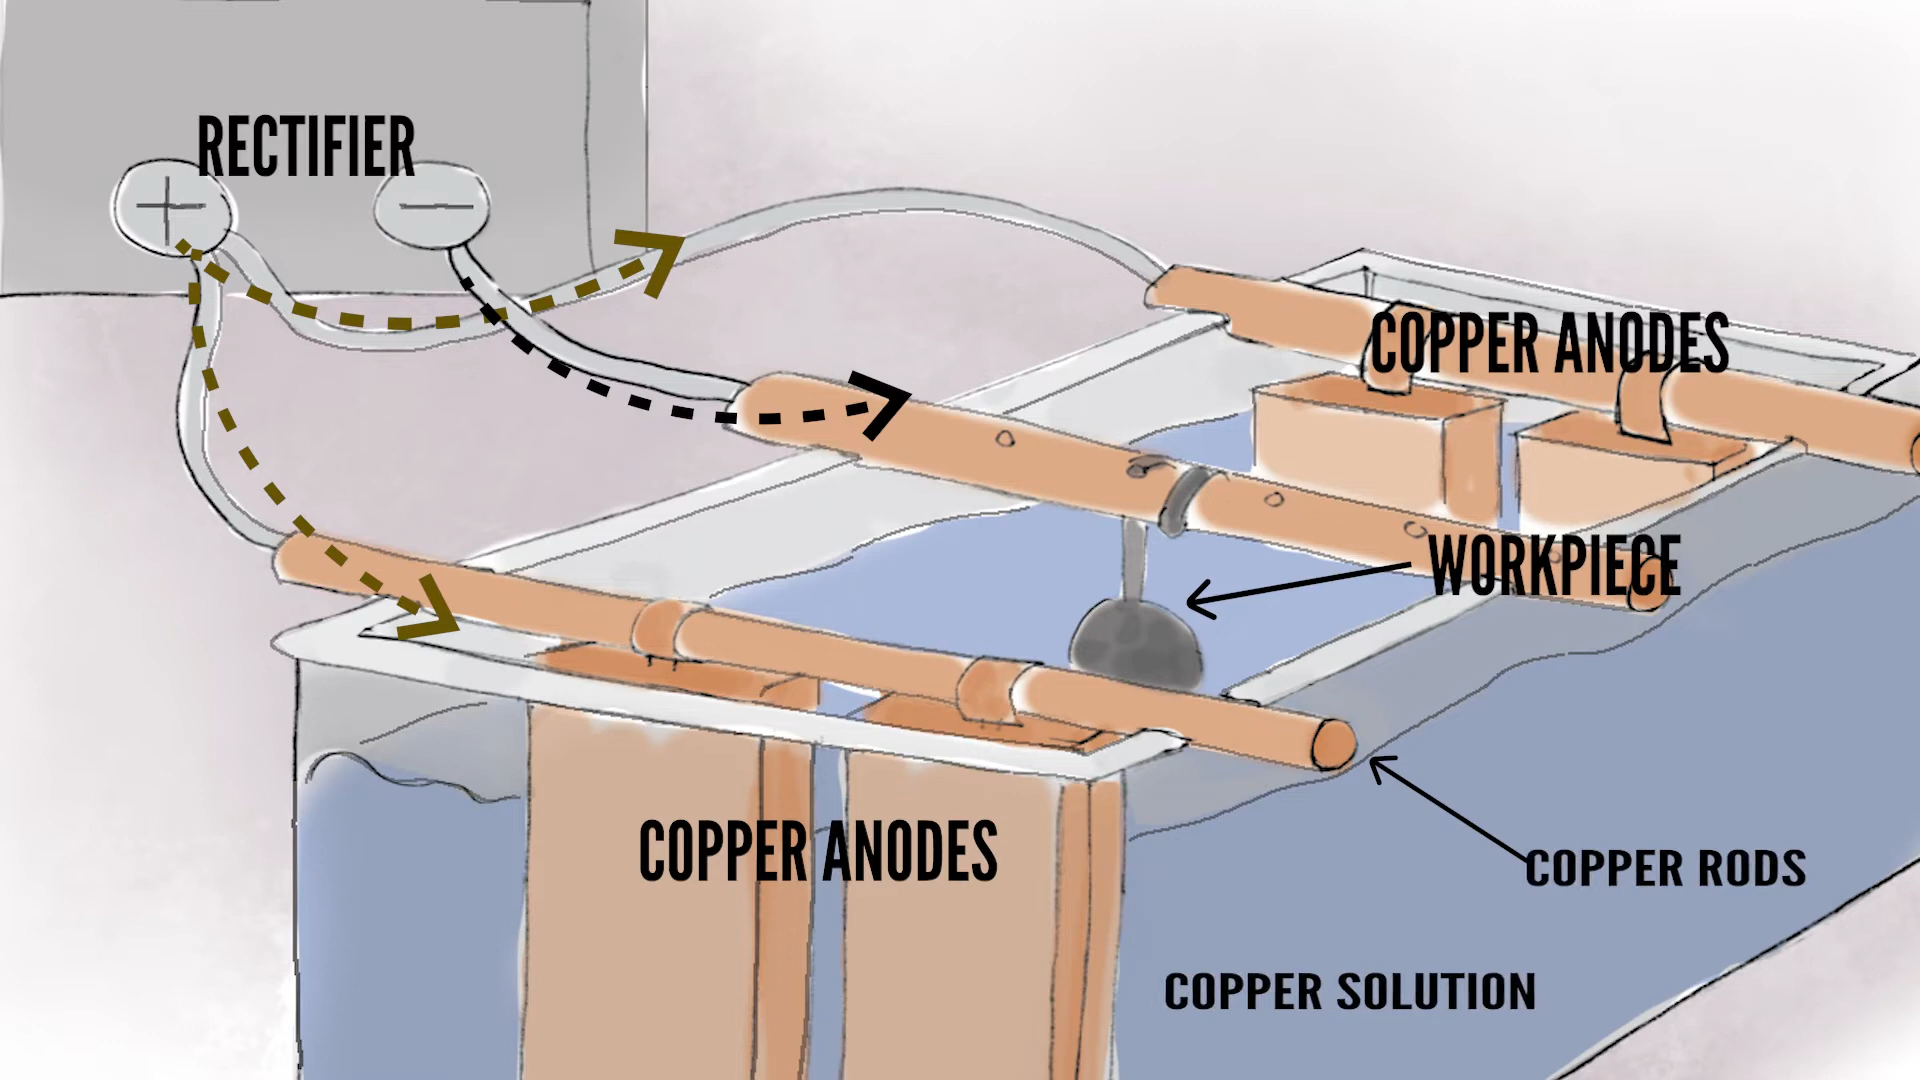 RECTIFIER
+
−
COPPER ANODES
WORKPIECE
COPPER ANODES
COPPER RODS
COPPER SOLUTION